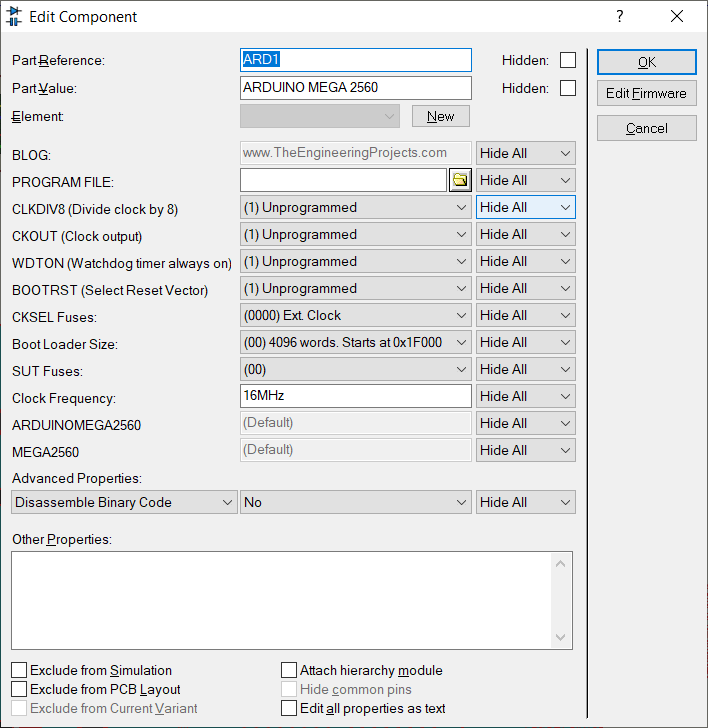 Edit Component ?
Part Reference: ARD1 Hidden: OK
Part Value: ARDUINO MEGA 2560 Hidden: Edit Firmware
Element: New Cancel
BLOG: www.TheEngineeringProjects.com Hide All
PROGRAM FILE: Hide All
CLKDIV8 (Divide clock by 8) (1) Unprogrammed Hide All
CKOUT (Clock output) (1) Unprogrammed Hide All
WDTON (Watchdog timer always on) (1) Unprogrammed Hide All
BOOTRST (Select Reset Vector) (1) Unprogrammed Hide All
CKSEL Fuses: (0000) Ext. Clock Hide All
Boot Loader Size: (00) 4096 words. Starts at 0x1F000 Hide All
SUT Fuses: (00) Hide All
Clock Frequency: 16MHz Hide All
ARDUINOMEGA2560 (Default) Hide All
MEGA2560 (Default) Hide All
Advanced Properties:
Disassemble Binary Code No Hide All
Other Properties:
Exclude from Simulation Attach hierarchy module
Exclude from PCB Layout Hide common pins
Exclude from Current Variant Edit all properties as text